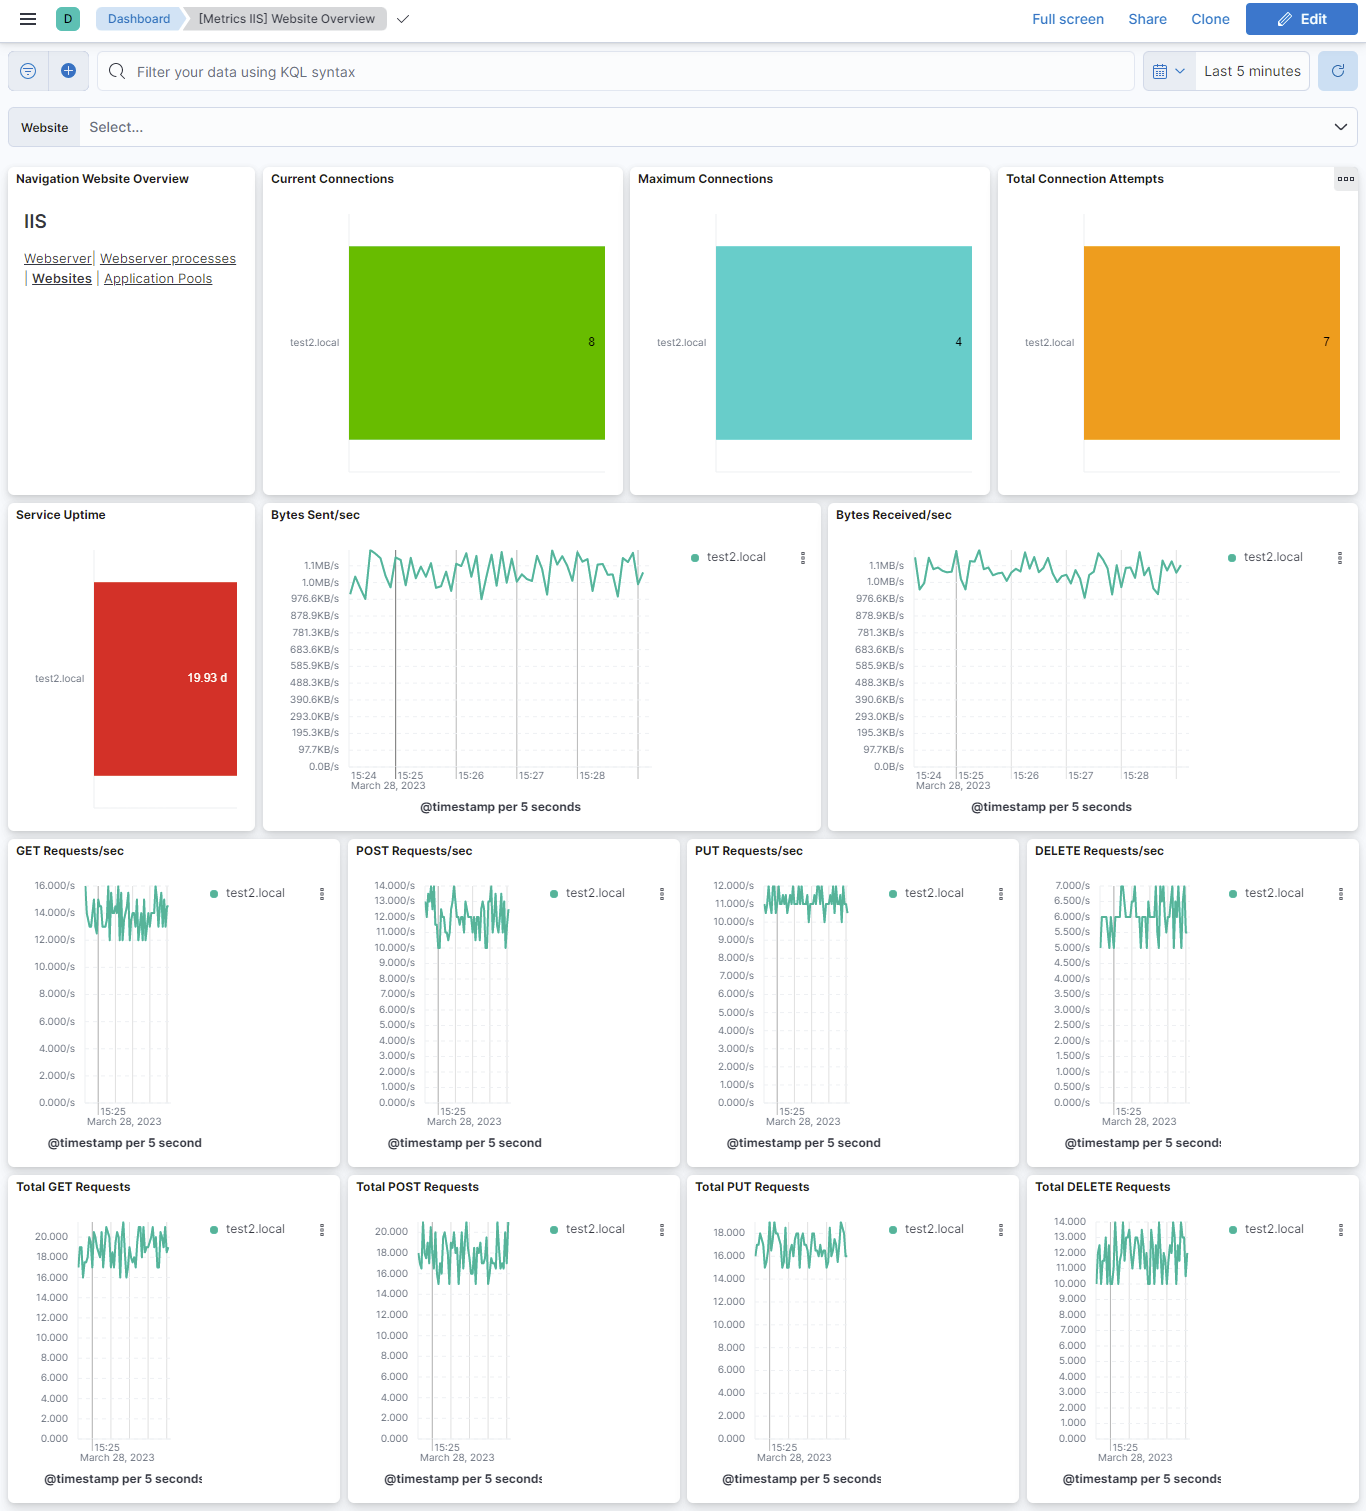 D Dashboard [Metrics IIS] Website Overview Full screen Share Clone Edit
Filter your data using KQL syntax Last 5 minutes
Website Select...
Navigation Website Overview
IIS
Webserver| Webserver processes
| Websites | Application Pools
Current Connections
test2.local
8
Maximum Connections
test2.local
4
Total Connection Attempts
test2.local
7
Service Uptime
test2.local
19.93 d
Bytes Sent/sec
test2.local
1.1MB/s
1.0MB/s
976.6KB/s
878.9KB/s
781.3KB/s
683.6KB/s
585.9KB/s
488.3KB/s
390.6KB/s
293.0KB/s
195.3KB/s
97.7KB/s
0.0B/s
15:24 15:25 15:26 15:27 15:28
March 28, 2023
@timestamp per 5 seconds
Bytes Received/sec
test2.local
1.1MB/s
1.0MB/s
976.6KB/s
878.9KB/s
781.3KB/s
683.6KB/s
585.9KB/s
488.3KB/s
390.6KB/s
293.0KB/s
195.3KB/s
97.7KB/s
0.0B/s
15:24 15:25 15:26 15:27 15:28
March 28, 2023
@timestamp per 5 seconds
GET Requests/sec
test2.local
16.000/s
14.000/s
12.000/s
10.000/s
8.000/s
6.000/s
4.000/s
2.000/s
0.000/s
15:25
March 28, 2023
@timestamp per 5 second
POST Requests/sec
test2.local
14.000/s
13.000/s
12.000/s
11.000/s
10.000/s
9.000/s
8.000/s
7.000/s
6.000/s
5.000/s
4.000/s
3.000/s
2.000/s
1.000/s
0.000/s
15:25
March 28, 2023
@timestamp per 5 second
PUT Requests/sec
test2.local
12.000/s
11.000/s
10.000/s
9.000/s
8.000/s
7.000/s
6.000/s
5.000/s
4.000/s
3.000/s
2.000/s
1.000/s
0.000/s
15:25
March 28, 2023
@timestamp per 5 second
DELETE Requests/sec
test2.local
7.000/s
6.500/s
6.000/s
5.500/s
5.000/s
4.500/s
4.000/s
3.500/s
3.000/s
2.500/s
2.000/s
1.500/s
1.000/s
0.500/s
0.000/s
15:25
March 28, 2023
@timestamp per 5 seconds
Total GET Requests
test2.local
20.000
18.000
16.000
14.000
12.000
10.000
8.000
6.000
4.000
2.000
0.000
15:25
March 28, 2023
@timestamp per 5 seconds
Total POST Requests
test2.local
20.000
18.000
16.000
14.000
12.000
10.000
8.000
6.000
4.000
2.000
0.000
15:25
March 28, 2023
@timestamp per 5 seconds
Total PUT Requests
test2.local
18.000
16.000
14.000
12.000
10.000
8.000
6.000
4.000
2.000
0.000
15:25
March 28, 2023
@timestamp per 5 seconds
Total DELETE Requests
test2.local
14.000
13.000
12.000
11.000
10.000
9.000
8.000
7.000
6.000
5.000
4.000
3.000
2.000
1.000
0.000
15:25
March 28, 2023
@timestamp per 5 seconds